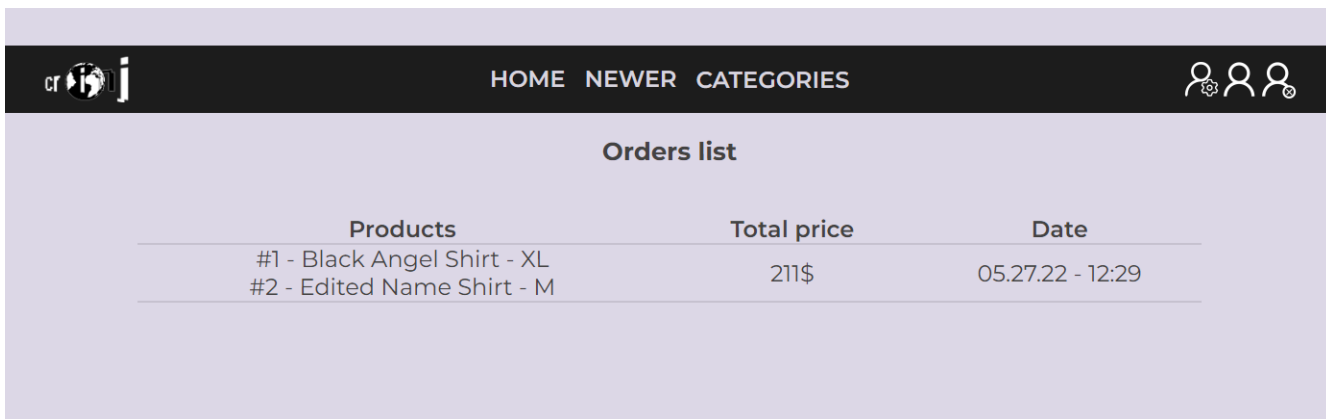 HOME NEWER CATEGORIES
Orders list
Products Total price Date
#1 - Black Angel Shirt - XL
#2 - Edited Name Shirt - M
211$ 05.27.22 - 12:29